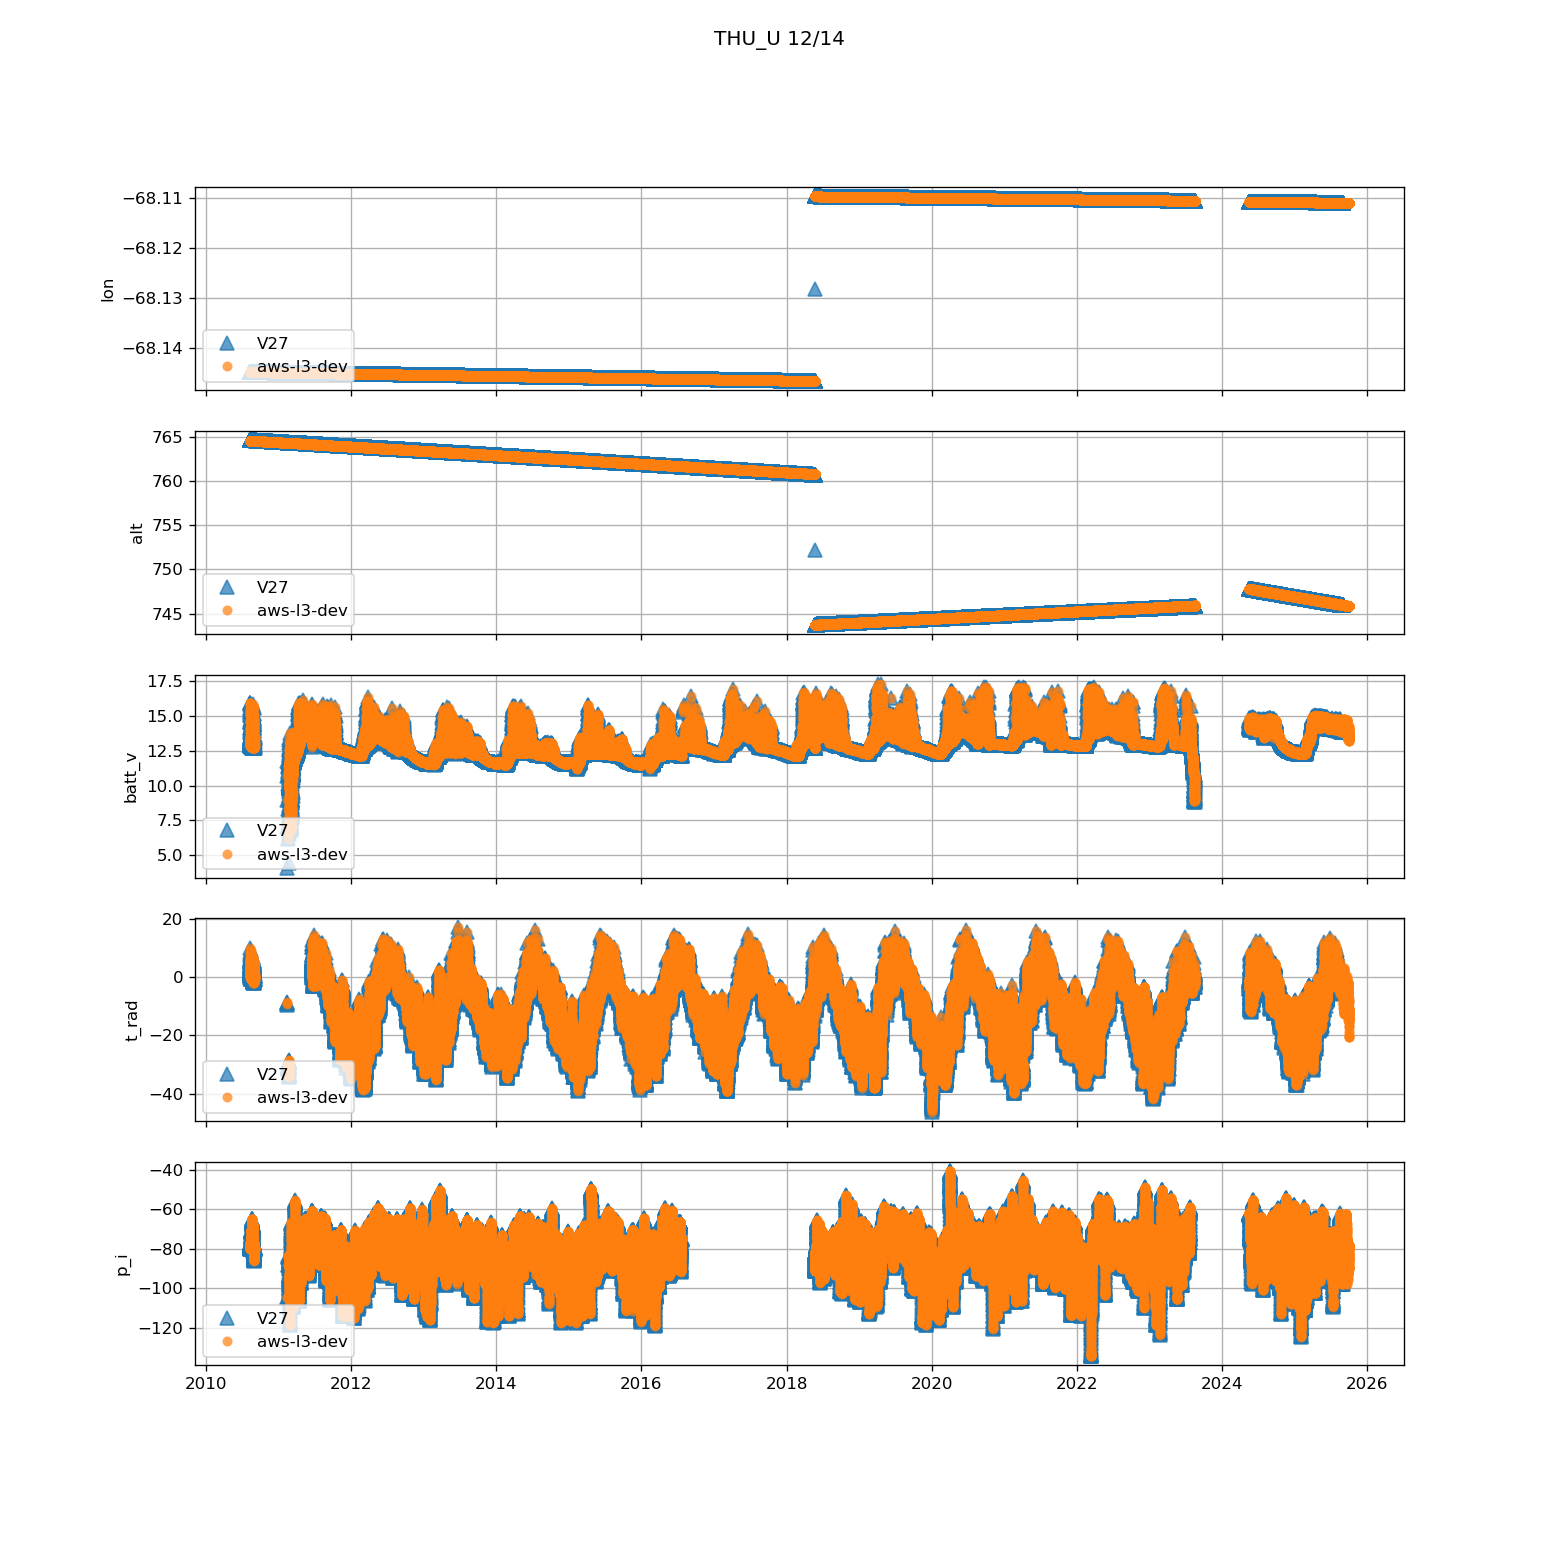 THU_U 12/14
−68.11
−68.12
−68.13
−68.14
lon
V27
aws-l3-dev
765
760
755
750
745
alt
V27
aws-l3-dev
17.5
15.0
12.5
10.0
7.5
5.0
batt_v
V27
aws-l3-dev
20
0
−20
−40
t_rad
V27
aws-l3-dev
−40
−60
−80
−100
−120
p_i
V27
aws-l3-dev
2010 2012 2014 2016 2018 2020 2022 2024 2026